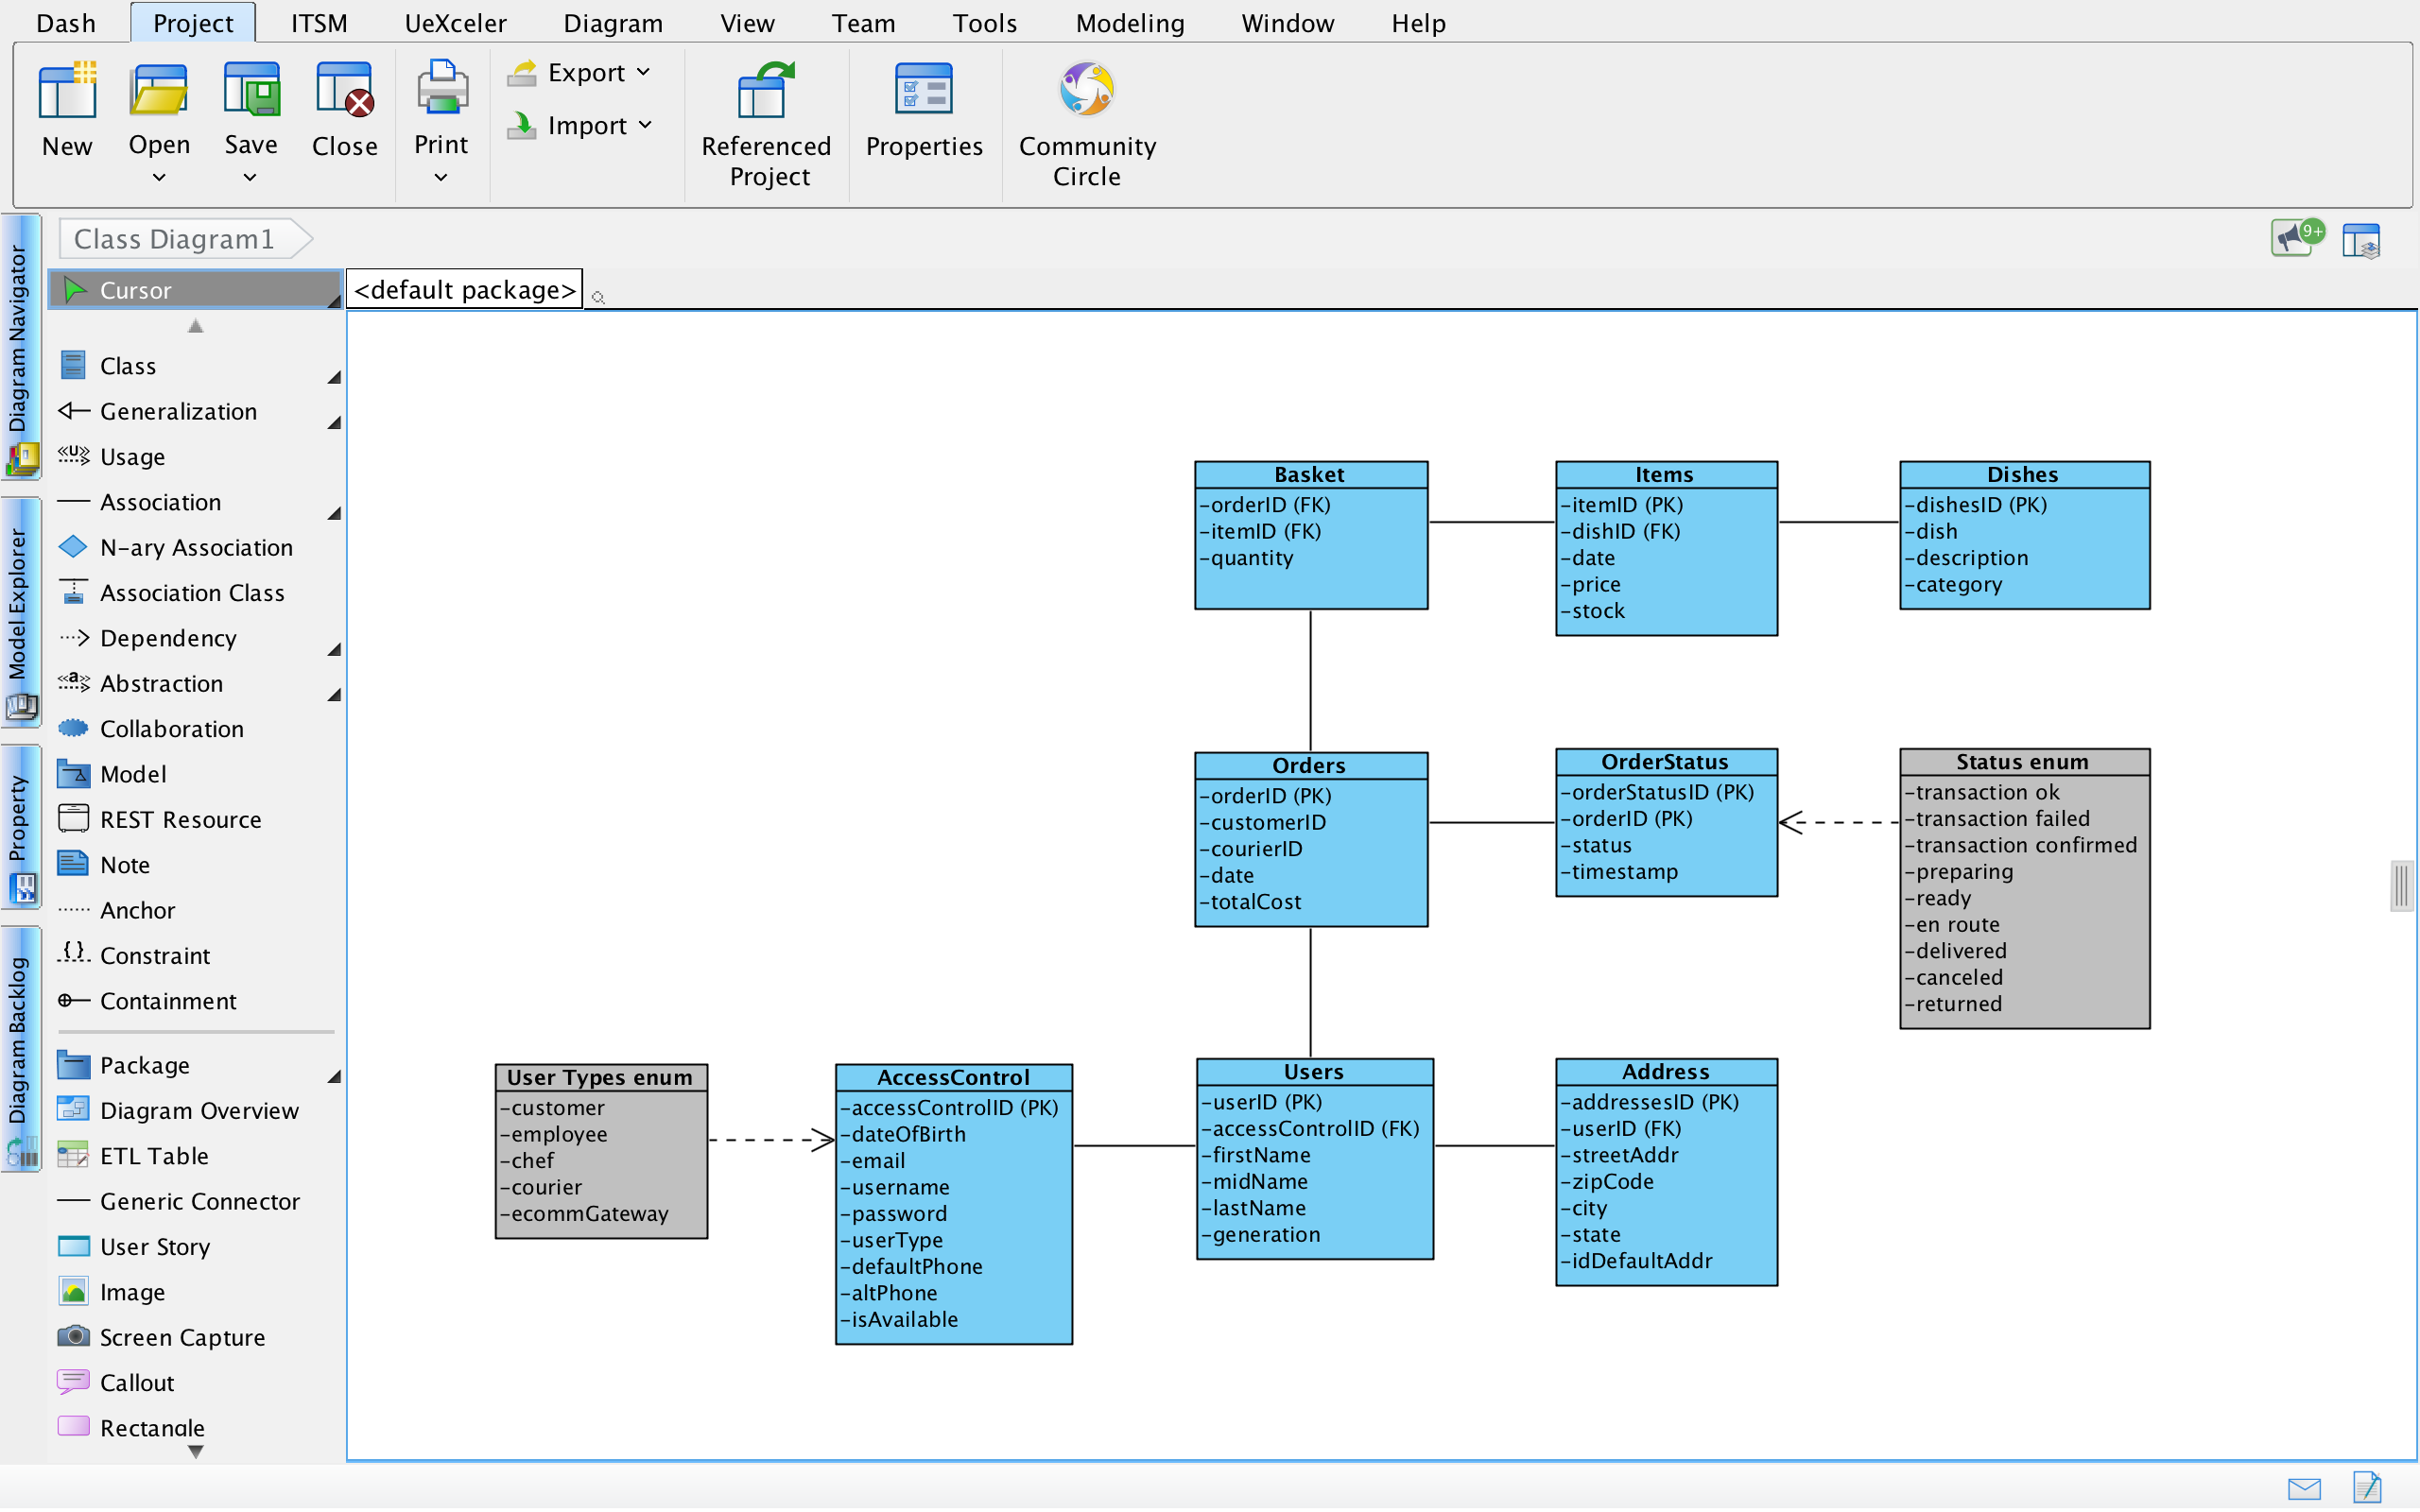 Dash Project ITSM UeXceler Diagram View Team Tools Modeling Window Help
New Open Save Close Print Export Import Referenced Project Properties Community Circle
Class Diagram1
9+
Diagram Navigator
Model Explorer
Property
Diagram Backlog
Cursor
<default package>
Class
Generalization
<<U>> Usage
Association
N-ary Association
Association Class
Dependency
<<a>> Abstraction
Collaboration
Model
REST Resource
Note
Anchor
{} Constraint
Containment
Package
Diagram Overview
ETL Table
Generic Connector
User Story
Image
Screen Capture
Callout
Rectangle
Basket
-orderID (FK)
-itemID (FK)
-quantity
Items
-itemID (PK)
-dishID (FK)
-date
-price
-stock
Dishes
-dishesID (PK)
-dish
-description
-category
Orders
-orderID (PK)
-customerID
-courierID
-date
-totalCost
OrderStatus
-orderStatusID (PK)
-orderID (PK)
-status
-timestamp
Status enum
-transaction ok
-transaction failed
-transaction confirmed
-preparing
-ready
-en route
-delivered
-canceled
-returned
User Types enum
-customer
-employee
-chef
-courier
-ecommGateway
AccessControl
-accessControlID (PK)
-dateOfBirth
-email
-username
-password
-userType
-defaultPhone
-altPhone
-isAvailable
Users
-userID (PK)
-accessControlID (FK)
-firstName
-midName
-lastName
-generation
Address
-addressesID (PK)
-userID (FK)
-streetAddr
-zipCode
-city
-state
-idDefaultAddr